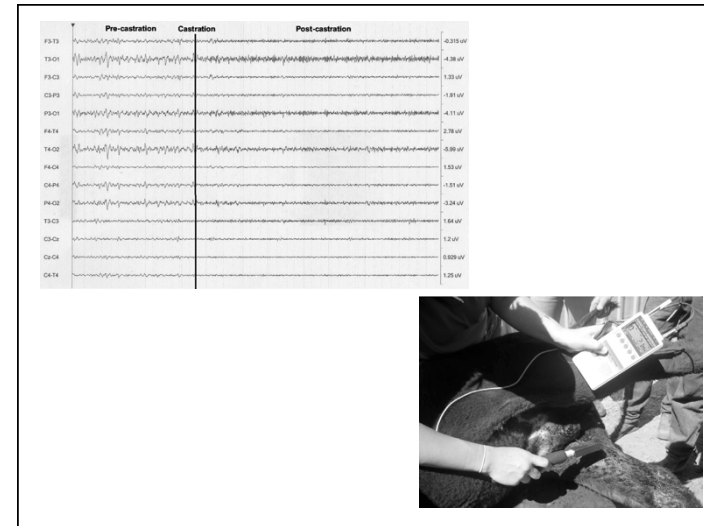 Pre-castration Castration Post-castration
F3-T3 -0.315 uV
T3-O1 -4.38 uV
F3-C3 1.33 uV
C3-P3 -1.91 uV
P3-O1 -4.11 uV
F4-T4 2.78 uV
T4-O2 -5.99 uV
F4-C4 1.53 uV
C4-P4 -1.51 uV
P4-O2 -3.24 uV
T3-C3 1.64 uV
C3-Cz 1.2 uV
Cz-C4 0.929 uV
C4-T4 1.25 uV